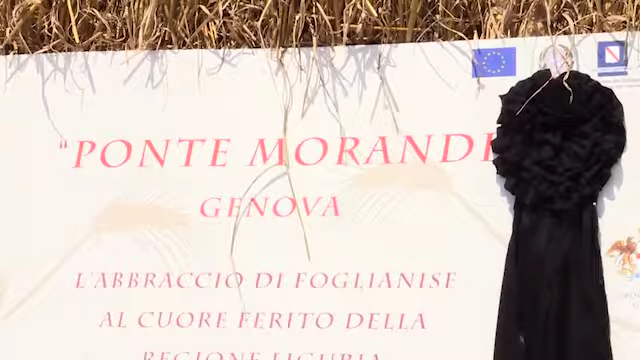 "PONTE MORANDI
GENOVA
L'ABBRACCIO DI FOGLIANISE
AL CUORE FERITO DELLA
REGIONE LIGURIA